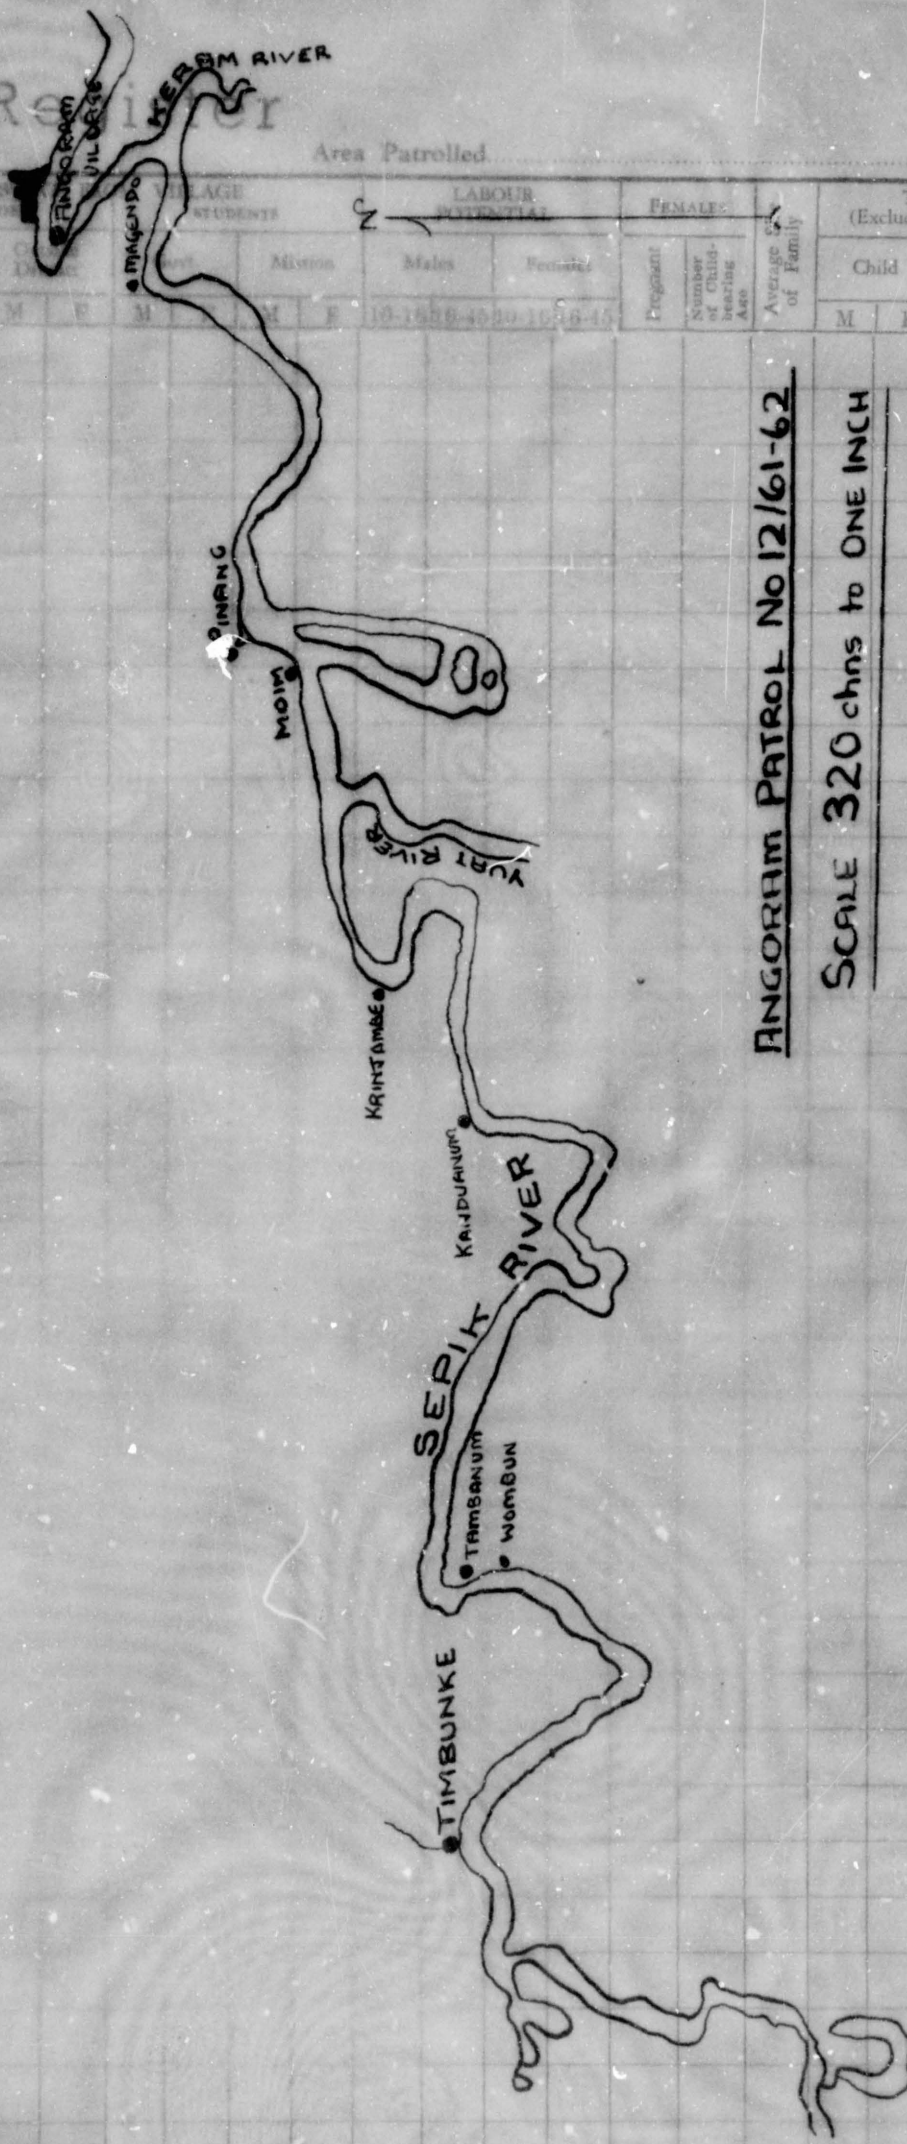 Area Patrolled
VILLAGE
STUDENTS
LABOUR
POTENTIAL
FEMALES
Average
of Family
Mission
Males
Females
Pregnant
Number
of Child-
bearing
Age
Child
M F M M F 10-16 16-45 10-16 16-45 M
N
KERAM RIVER
ANGORAM
VILLAGE
MAGENDO
PINANG
MOIM
YUAT RIVER
KRINJAMBE
KANDUANUM
SEPIK RIVER
TAMBANUM
WOMBUN
TIMBUNKE
ANGORAM PATROL No 12/61-62
SCALE 320 chns to ONE INCH